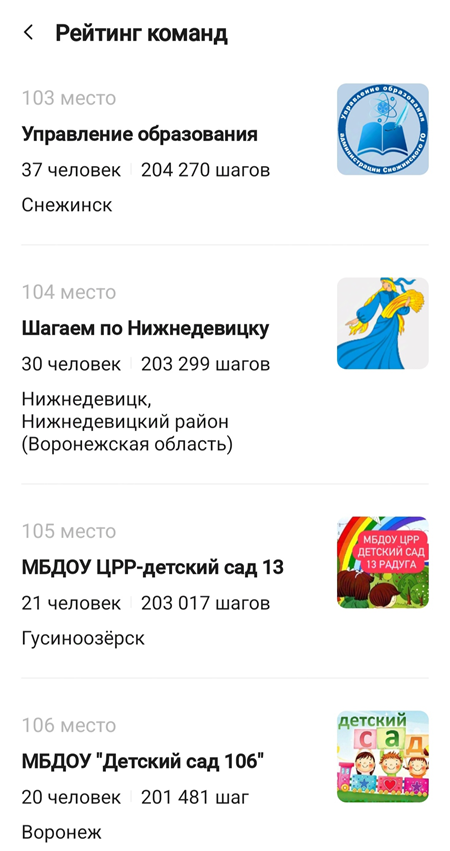 Рейтинг команд
103 место
Управление образования
37 человек 204 270 шагов
Снежинск
Управление образования
администрации Снежинского ГО
104 место
Шагаем по Нижнедевицку
30 человек 203 299 шагов
Нижнедевицк,
Нижнедевицкий район
(Воронежская область)
105 место
МБДОУ ЦРР-детский сад 13
21 человек 203 017 шагов
Гусиноозёрск
МБДОУ ЦРР
ДЕТСКИЙ САД
13 РАДУГА
106 место
МБДОУ "Детский сад 106"
20 человек 201 481 шаг
Воронеж
детский
сад